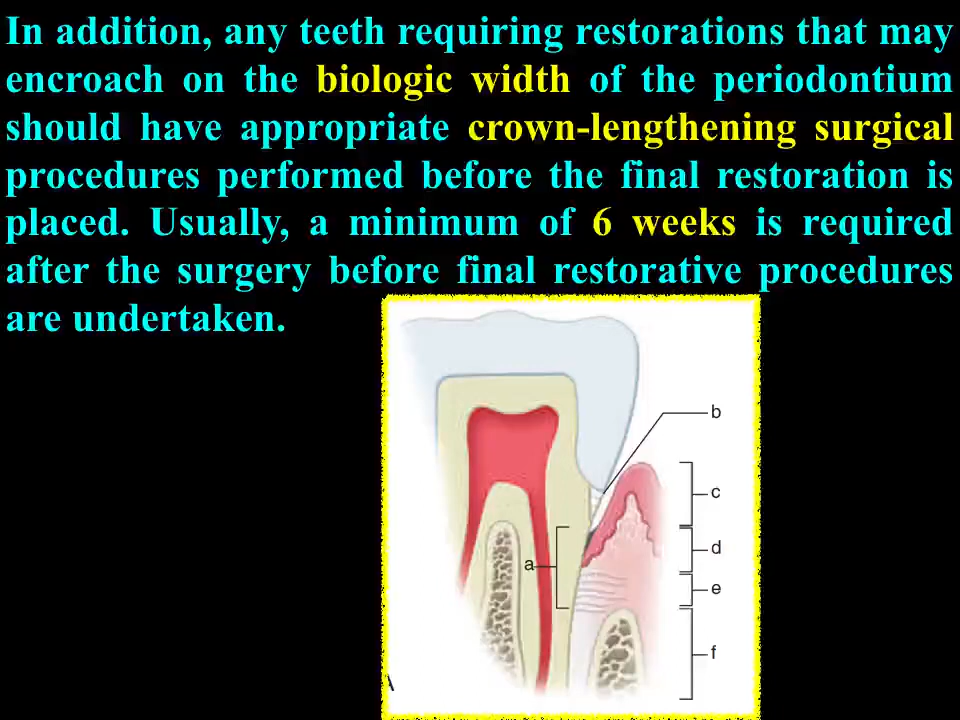 In addition, any teeth requiring restorations that may
encroach on the biologic width of the periodontium
should have appropriate crown-lengthening surgical
procedures performed before the final restoration is
placed. Usually, a minimum of 6 weeks is required
after the surgery before final restorative procedures
are undertaken.
b
c
d
a
e
f